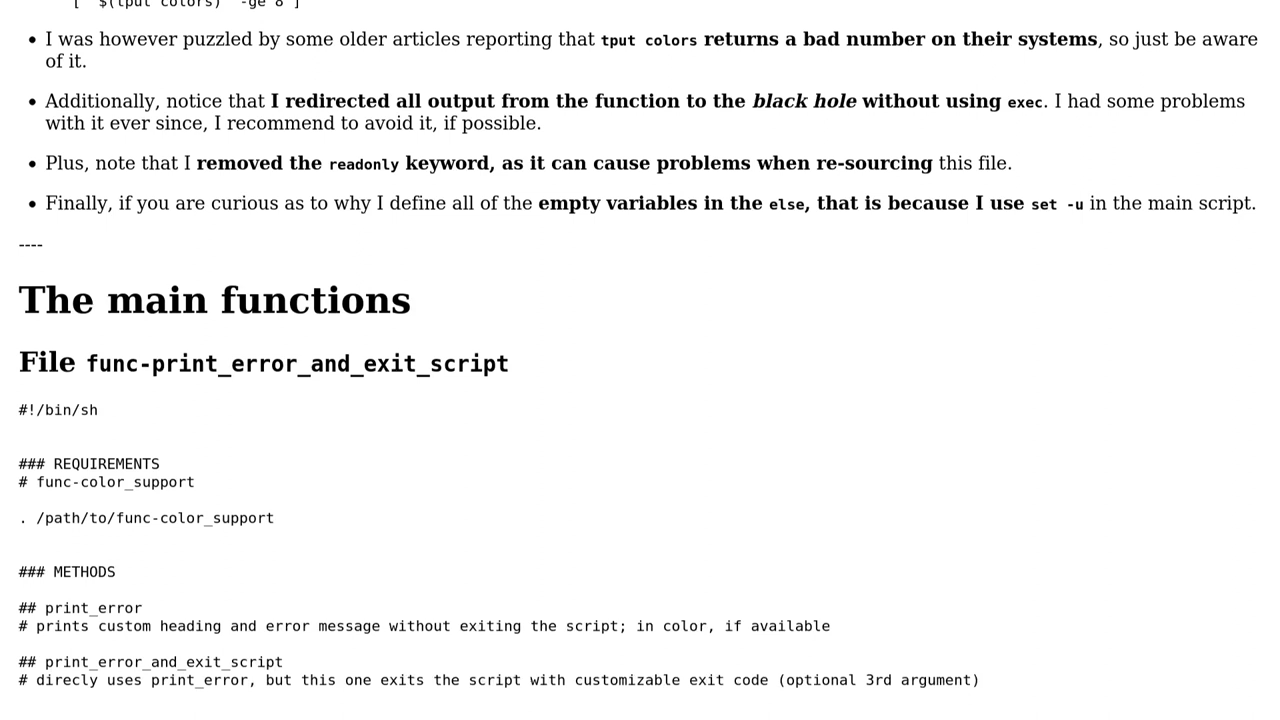 [ "$(tput colors)" -ge 8 ]
• I was however puzzled by some older articles reporting that tput colors returns a bad number on their systems, so just be aware
of it.
• Additionally, notice that I redirected all output from the function to the black hole without using exec. I had some problems
with it ever since, I recommend to avoid it, if possible.
• Plus, note that I removed the readonly keyword, as it can cause problems when re-sourcing this file.
• Finally, if you are curious as to why I define all of the empty variables in the else, that is because I use set -u in the main script.
----
The main functions
File func-print_error_and_exit_script
#!/bin/sh
### REQUIREMENTS
# func-color_support
. /path/to/func-color_support
### METHODS
## print_error
# prints custom heading and error message without exiting the script; in color, if available
## print_error_and_exit_script
# direcly uses print_error, but this one exits the script with customizable exit code (optional 3rd argument)